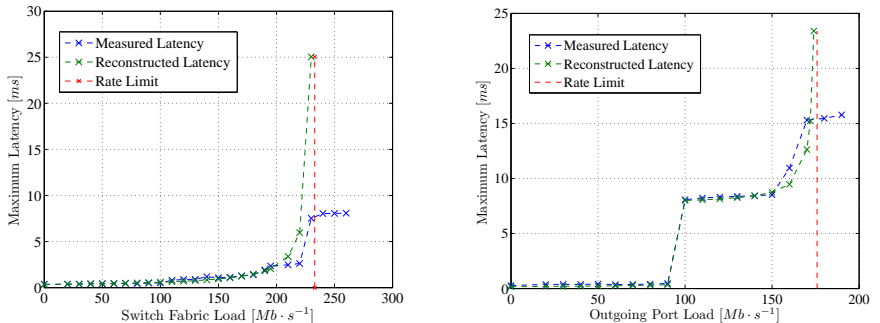 30
25
20
15
10
5
0
Maximum Latency [ms]
Measured Latency
Reconstructed Latency
Rate Limit
0 50 100 150 200 250 300
Switch Fabric Load [Mb · s⁻¹]
25
20
15
10
5
0
Maximum Latency [ms]
Measured Latency
Reconstructed Latency
Rate Limit
0 50 100 150 200
Outgoing Port Load [Mb · s⁻¹]